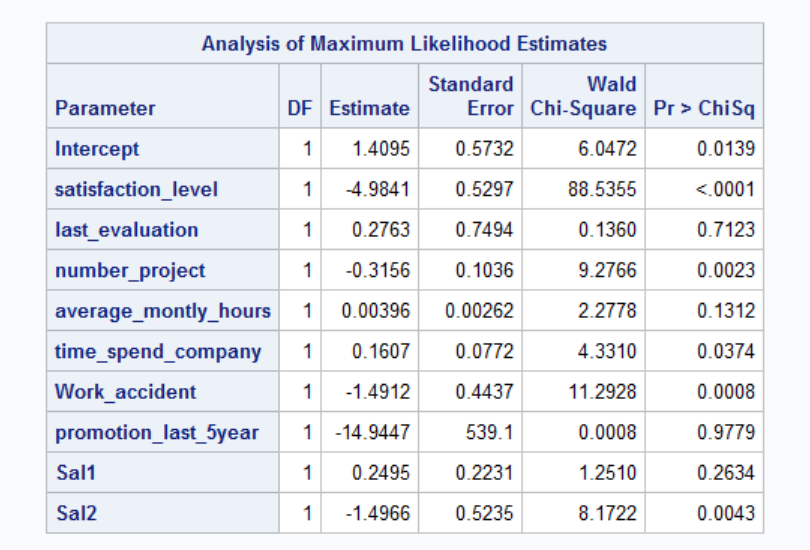 Analysis of Maximum Likelihood Estimates
Parameter DF Estimate Standard Error Wald Chi-Square Pr > ChiSq
Intercept 1 1.4095 0.5732 6.0472 0.0139
satisfaction_level 1 -4.9841 0.5297 88.5355 <.0001
last_evaluation 1 0.2763 0.7494 0.1360 0.7123
number_project 1 -0.3156 0.1036 9.2766 0.0023
average_montly_hours 1 0.00396 0.00262 2.2778 0.1312
time_spend_company 1 0.1607 0.0772 4.3310 0.0374
Work_accident 1 -1.4912 0.4437 11.2928 0.0008
promotion_last_5year 1 -14.9447 539.1 0.0008 0.9779
Sal1 1 0.2495 0.2231 1.2510 0.2634
Sal2 1 -1.4966 0.5235 8.1722 0.0043